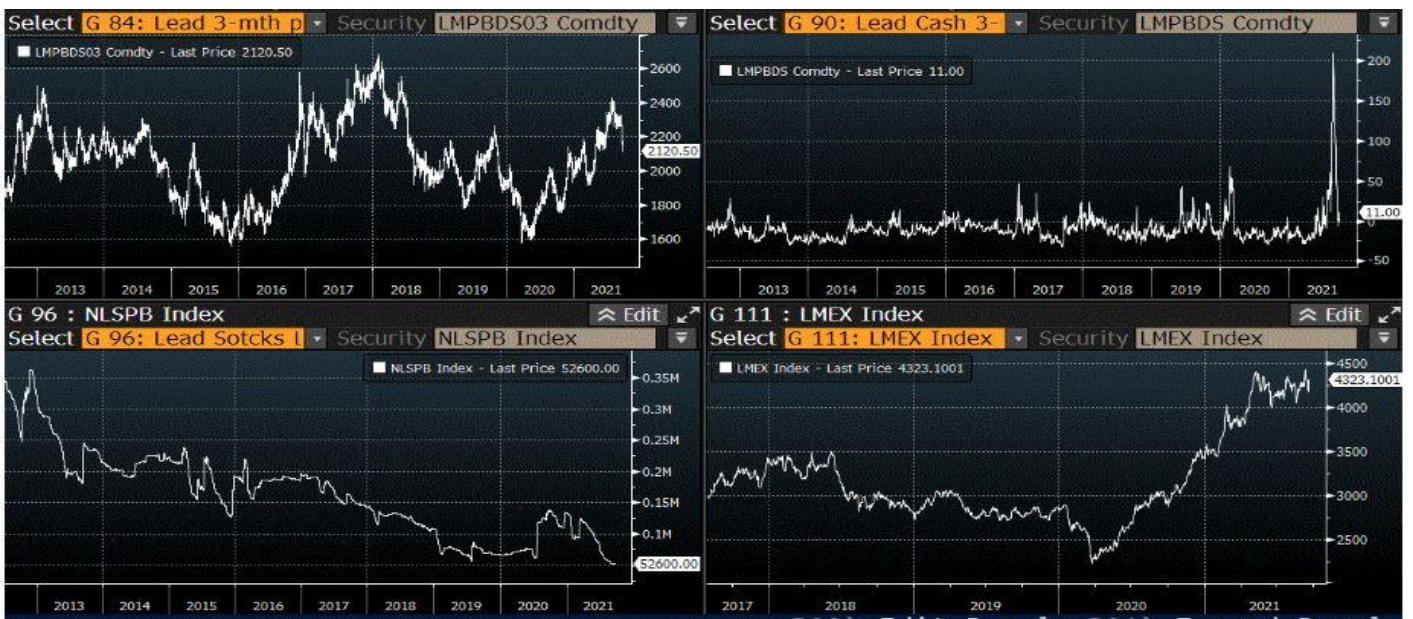 Select G 84: Lead 3-mth p Security LMPBDS03 Comdty
LMPBDS03 Comdty - Last Price 2120.50
2600
2400
2200
2120.50
2000
1800
1600
2013 2014 2015 2016 2017 2018 2019 2020 2021
Select G 90: Lead Cash 3- Security LMPBDS Comdty
LMPBDS Comdty - Last Price 11.00
200
150
100
50
11.00
0
-50
2013 2014 2015 2016 2017 2018 2019 2020 2021
G 96 : NLSPB Index Edit
Select G 96: Lead Sotcks L Security NLSPB Index
NLSPB Index - Last Price 52600.00
0.35M
0.3M
0.25M
0.2M
0.15M
0.1M
52600.00
2013 2014 2015 2016 2017 2018 2019 2020 2021
G 111 : LMEX Index Edit
Select G 111: LMEX Index Security LMEX Index
LMEX Index - Last Price 4323.1001
4500
4323.1001
4000
3500
3000
2500
2017 2018 2019 2020 2021